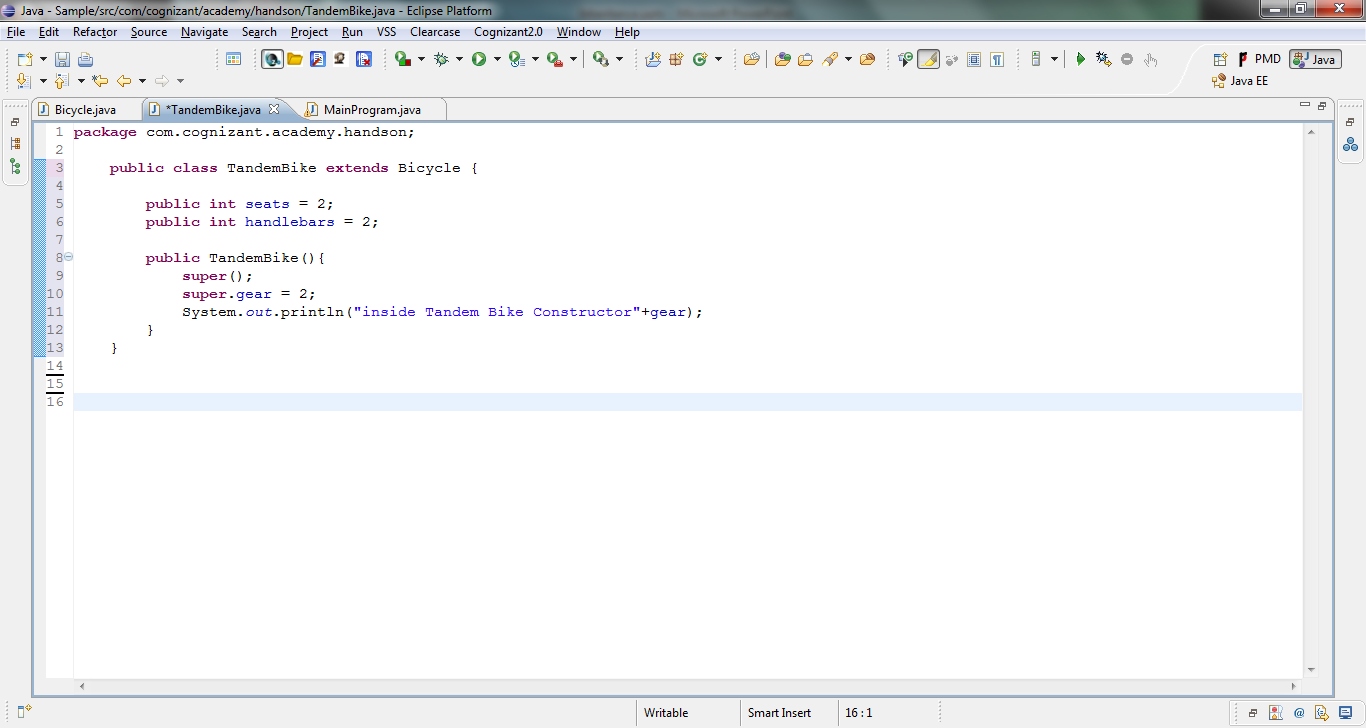 Java - Sample/src/com/cognizant/academy/handson/TandemBike.java - Eclipse Platform
File Edit Refactor Source Navigate Search Project Run VSS Clearcase Cognizant2.0 Window Help
PMD Java
Java EE
Bicycle.java *TandemBike.java MainProgram.java
1 package com.cognizant.academy.handson;
2
3 public class TandemBike extends Bicycle {
4
5 public int seats = 2;
6 public int handlebars = 2;
7
8 public TandemBike(){
9 super();
10 super.gear = 2;
11 System.out.println("inside Tandem Bike Constructor"+gear);
12 }
13 }
14
15
16
Writable Smart Insert 16 : 1